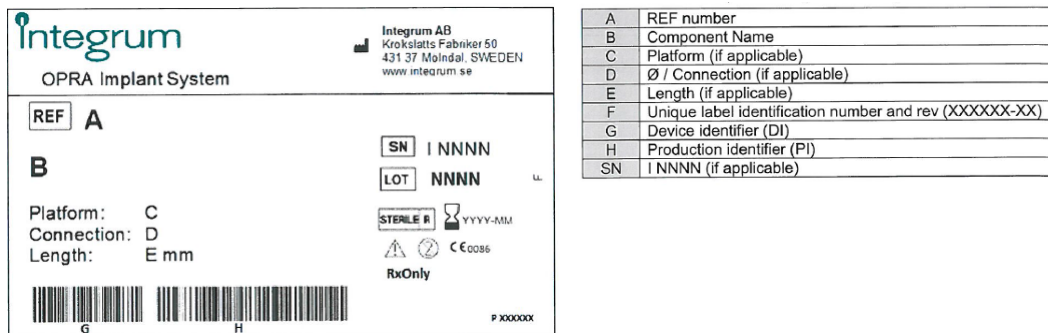 Integrum
OPRA Implant System
Integrum AB
Krokslatts Fabriker 50
431 37 Molndal, SWEDEN
www.integrum.se
REF A
B
SN I NNNN
LOT NNNN
F
Platform: C
Connection: D
Length: E mm
STERILE R YYYY-MM
2 CE0086
RxOnly
G H
P XXXXXX
A REF number
B Component Name
C Platform (if applicable)
D Ø / Connection (if applicable)
E Length (if applicable)
F Unique label identification number and rev (XXXXXX-XX)
G Device identifier (DI)
H Production identifier (PI)
SN I NNNN (if applicable)